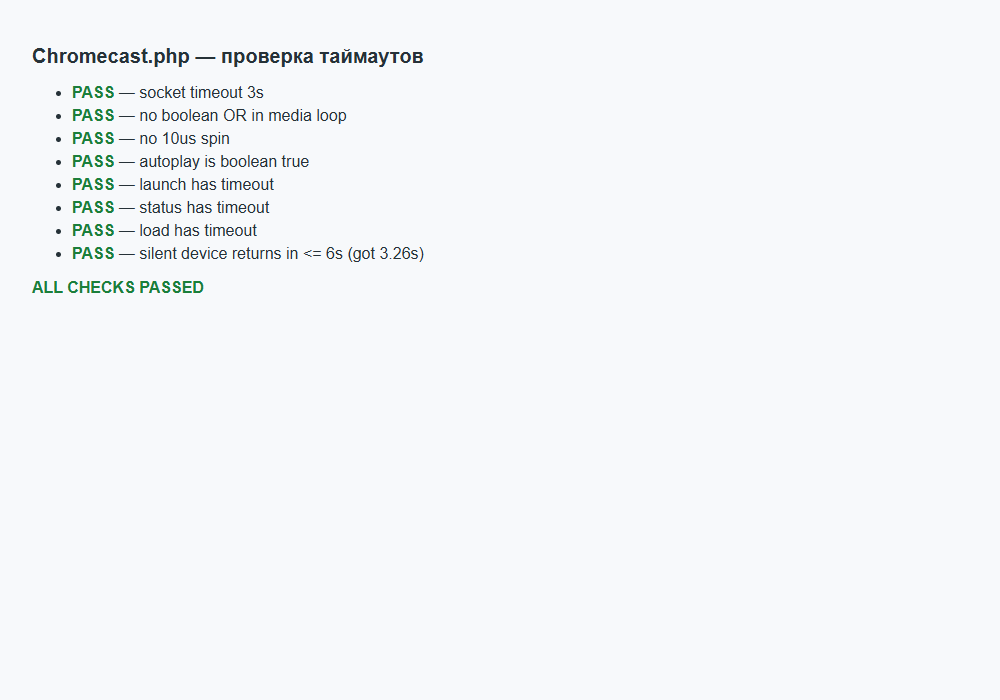 Chromecast.php — проверка таймаутов
PASS — socket timeout 3s
PASS — no boolean OR in media loop
PASS — no 10us spin
PASS — autoplay is boolean true
PASS — launch has timeout
PASS — status has timeout
PASS — load has timeout
PASS — silent device returns in <= 6s (got 3.26s)
ALL CHECKS PASSED